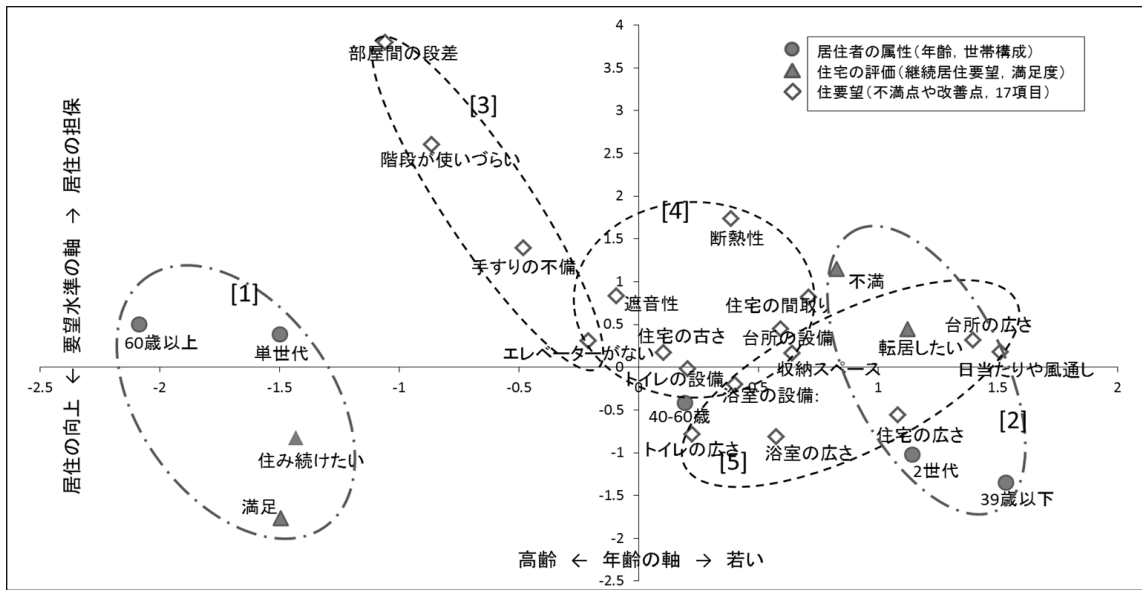 居住の向上 ← 要望水準の軸 → 居住の担保
居住者の属性(年齢, 世帯構成)
住宅の評価(継続居住要望, 満足度)
住要望(不満点や改善点, 17項目)
4
3.5
3
2.5
2
1.5
1
0.5
0
-0.5
-1
-1.5
-2
-2.5
-2.5
-2
-1.5
-1
-0.5
0
0.5
1
1.5
2
部屋間の段差
[3]
階段が使いづらい
手すりの不備
エレベーターがない
[4]
断熱性
遮音性
住宅の間取り
住宅の古さ
台所の設備
トイレの設備
収納スペース
浴室の設備:
[1]
60歳以上
単世代
住み続けたい
満足
不満
転居したい
台所の広さ
日当たりや風通し
[2]
40-60歳
トイレの広さ
[5]
浴室の広さ
住宅の広さ
2世代
39歳以下
高齢 ← 年齢の軸 → 若い